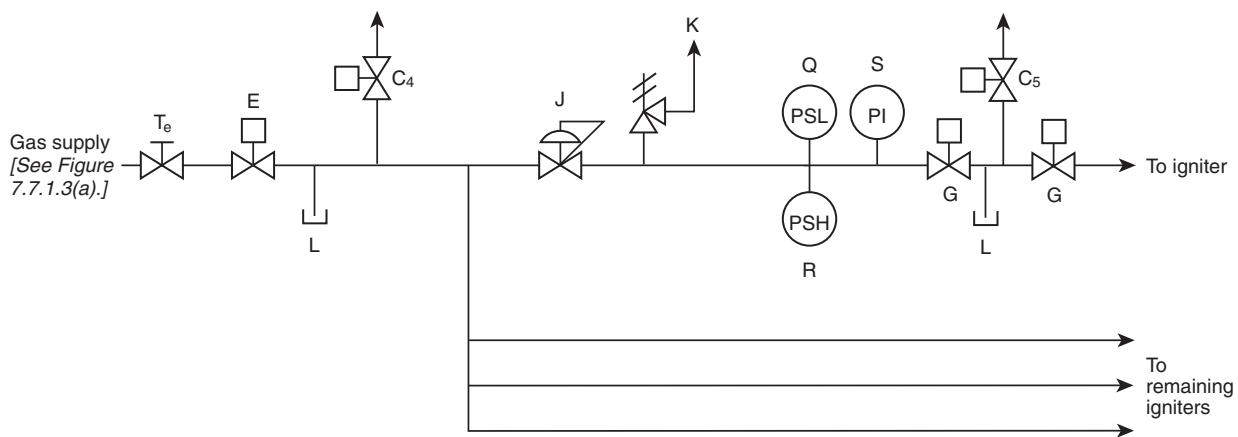 K
C₄
Q
S
C₅
E
J
Tₑ
PSL
PI
Gas supply
[See Figure
7.7.1.3(a).]
To igniter
G
G
PSH
L
L
R
To
remaining
igniters